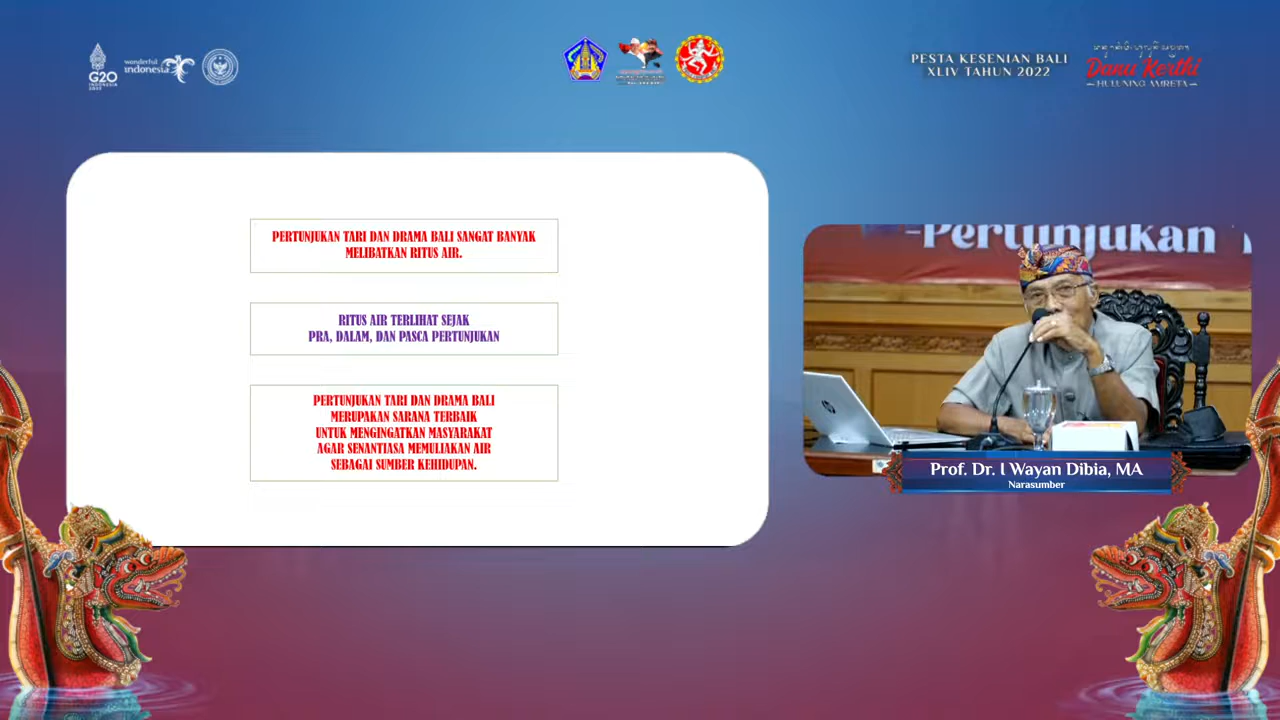 G20
INDONESIA
2022
wonderful
indonesia
PESTA KESENIAN BALI
XLIV TAHUN 2022
Danu Kerthi
HULUNING AMRETA
PERTUNJUKAN TARI DAN DRAMA BALI SANGAT BANYAK
MELIBATKAN RITUS AIR.
RITUS AIR TERLIHAT SEJAK
PRA, DALAM, DAN PASCA PERTUNJUKAN
PERTUNJUKAN TARI DAN DRAMA BALI
MERUPAKAN SARANA TERBAIK
UNTUK MENGINGATKAN MASYARAKAT
AGAR SENANTIASA MEMULIAKAN AIR
SEBAGAI SUMBER KEHIDUPAN.
-Pertunjukan
hp
Prof. Dr. I Wayan Dibia, MA
Narasumber